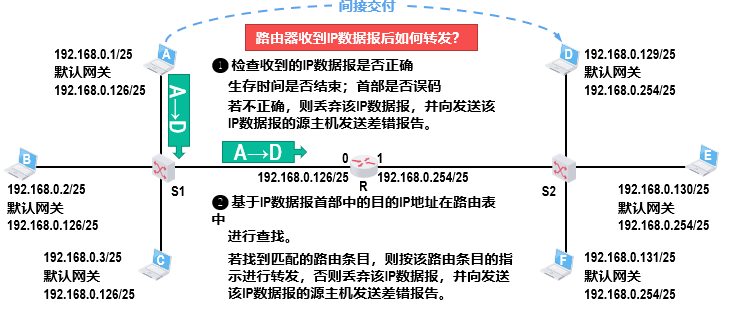 间接交付
路由器收到IP数据报后如何转发？
A
192.168.0.1/25
默认网关
192.168.0.126/25
D
192.168.0.129/25
默认网关
192.168.0.254/25
❶ 检查收到的IP数据报是否正确
生存时间是否结束；首部是否误码
若不正确，则丢弃该IP数据报，并向发送该
IP数据报的源主机发送差错报告。
A→D
A→D
B
192.168.0.2/25
默认网关
192.168.0.126/25
S1
0
1
192.168.0.126/25
R
192.168.0.254/25
S2
E
192.168.0.130/25
默认网关
192.168.0.254/25
❷ 基于IP数据报首部中的目的IP地址在路由表
中
进行查找。
若找到匹配的路由条目，则按该路由条目的指
示进行转发，否则丢弃该IP数据报，并向发送
该IP数据报的源主机发送差错报告。
192.168.0.3/25
默认网关
192.168.0.126/25
C
F
192.168.0.131/25
默认网关
192.168.0.254/25